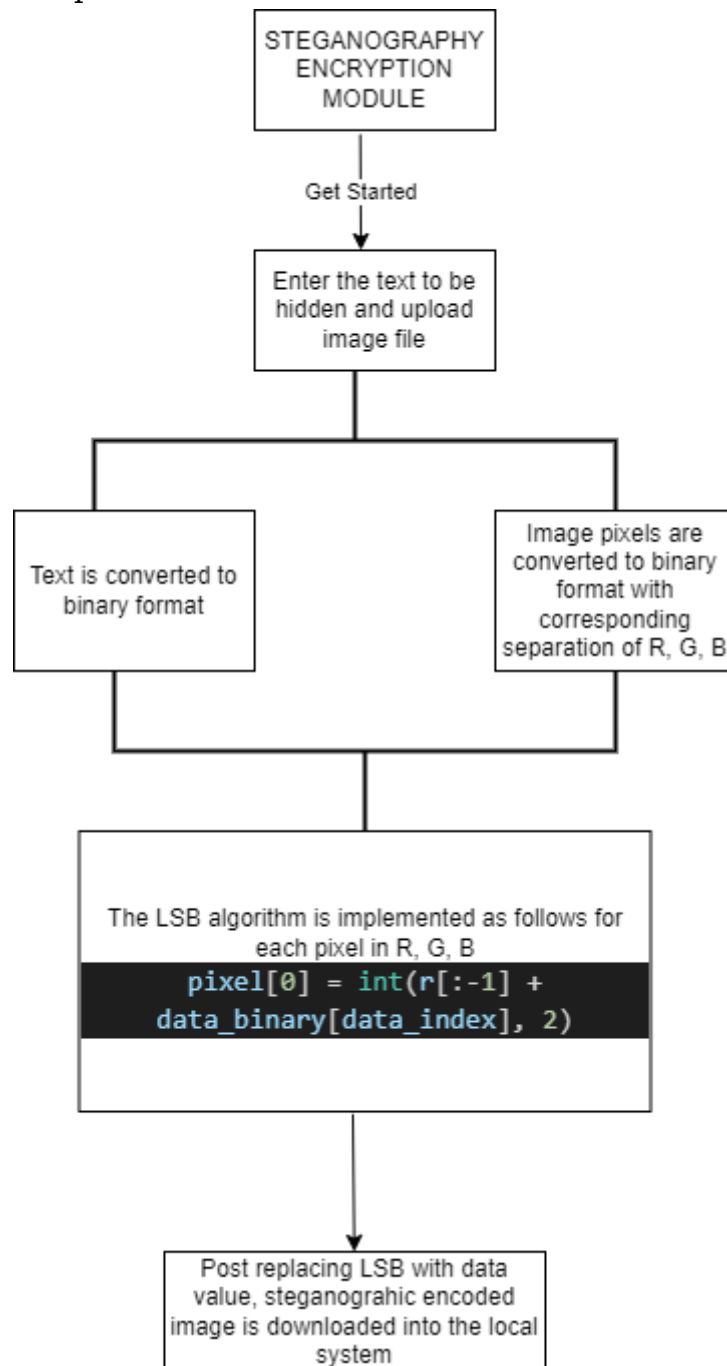 STEGANOGRAPHY
ENCRYPTION
MODULE
Get Started
Enter the text to be
hidden and upload
image file
Text is converted to
binary format
Image pixels are
converted to binary
format with
corresponding
separation of R, G, B
The LSB algorithm is implemented as follows for
each pixel in R, G, B
pixel[0] = int(r[:-1] +
data_binary[data_index], 2)
Post replacing LSB with data
value, steganograhic encoded
image is downloaded into the local
system